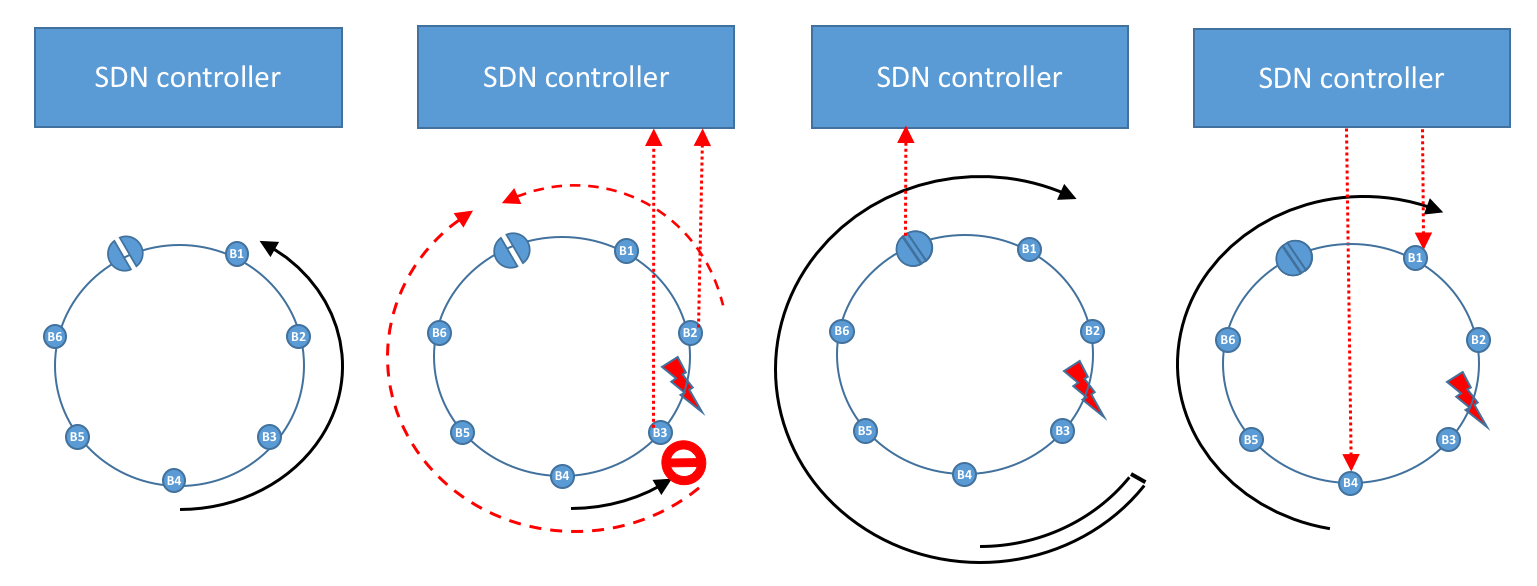 SDN controller
B1
B2
B3
B4
B5
B6
SDN controller
B1
B2
B3
B4
B5
B6
SDN controller
B1
B2
B3
B4
B5
B6
SDN controller
B1
B2
B3
B4
B5
B6